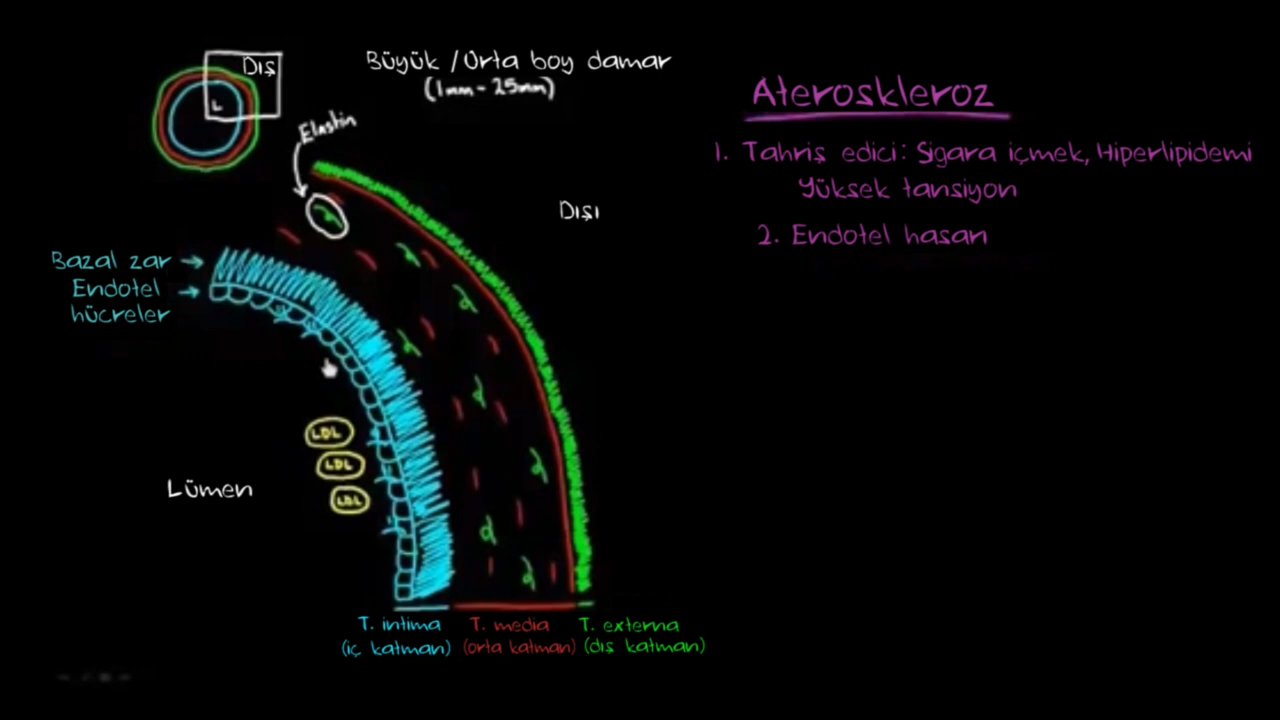 Dış
L
Büyük / Orta boy damar
(1mm - 25mm)
Elastin
Ateroskleroz
1. Tahriş edici: Sigara içmek, Hiperlipidemi
Yüksek tansiyon
2. Endotel hasarı
Dışı
Bazal zar →
Endotel →
hücreler
LDL
LDL
LDL
Lümen
T. intima
(iç katman)
T. media
(orta katman)
T. externa
(dış katman)